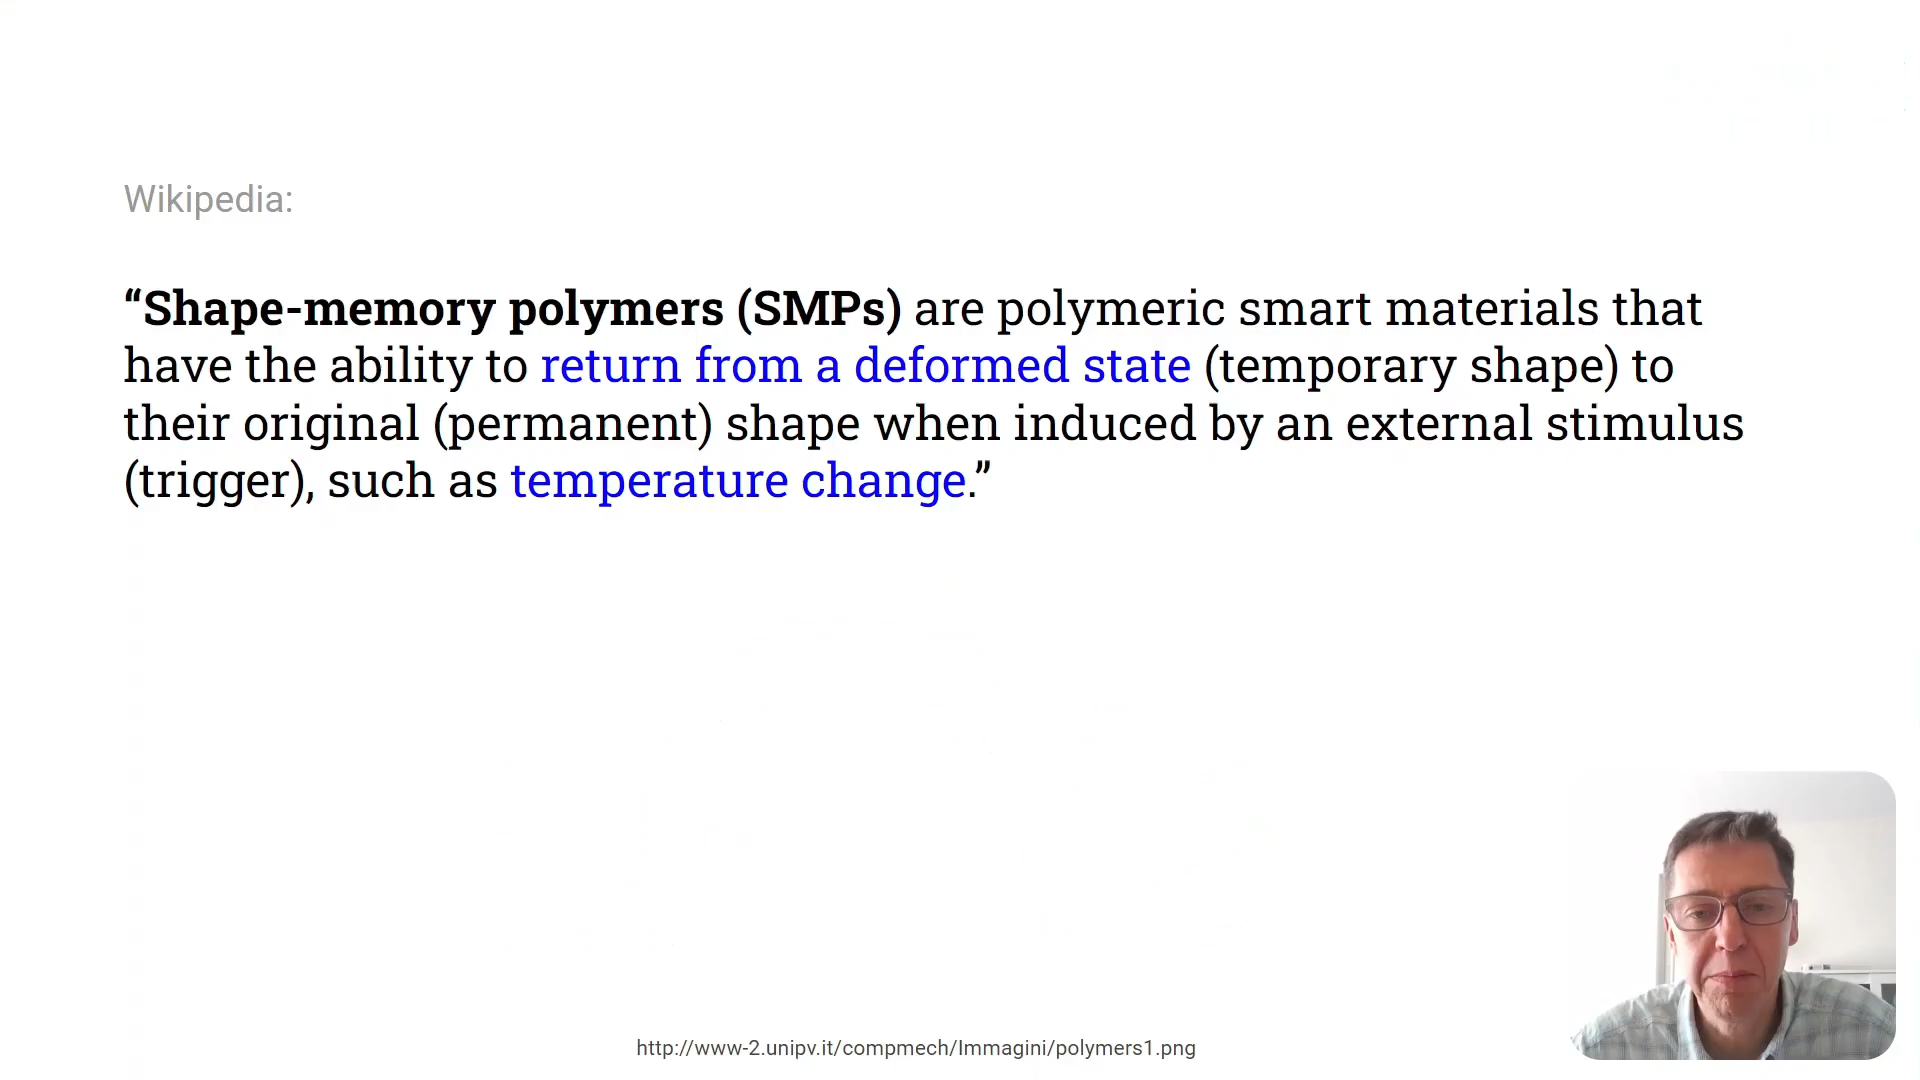 Wikipedia:
“Shape-memory polymers (SMPs) are polymeric smart materials that
have the ability to return from a deformed state (temporary shape) to
their original (permanent) shape when induced by an external stimulus
(trigger), such as temperature change.”
http://www-2.unipv.it/compmech/Immagini/polymers1.png